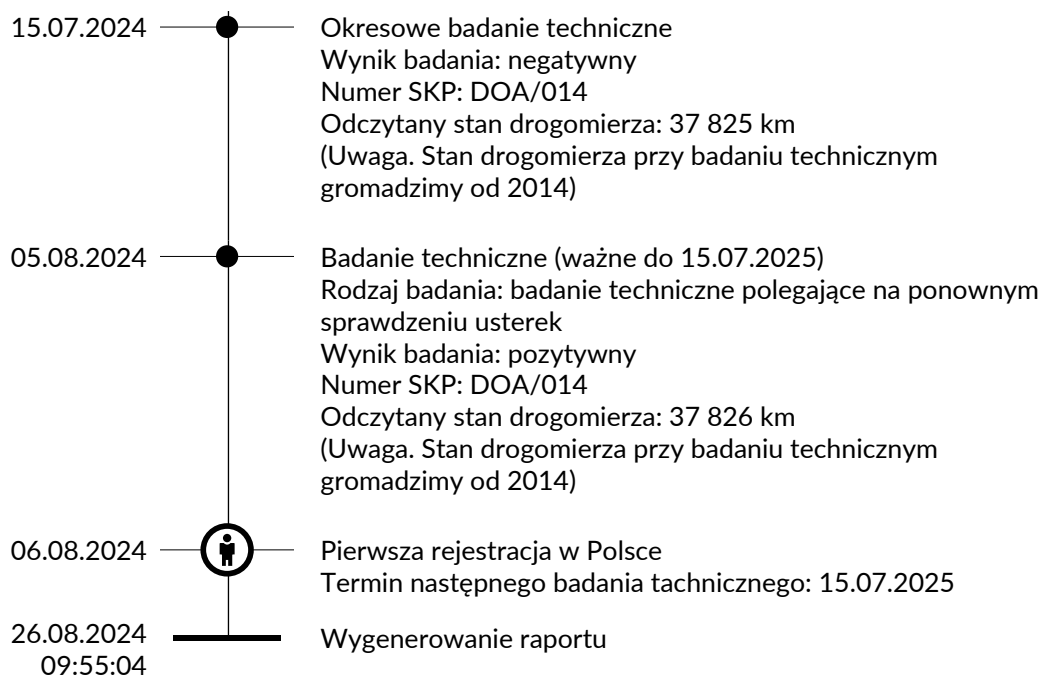 15.07.2024
Okresowe badanie techniczne
Wynik badania: negatywny
Numer SKP: DOA/014
Odczytany stan drogomierza: 37 825 km
(Uwaga. Stan drogomierza przy badaniu technicznym
gromadzimy od 2014)
05.08.2024
Badanie techniczne (ważne do 15.07.2025)
Rodzaj badania: badanie techniczne polegające na ponownym
sprawdzeniu usterek
Wynik badania: pozytywny
Numer SKP: DOA/014
Odczytany stan drogomierza: 37 826 km
(Uwaga. Stan drogomierza przy badaniu technicznym
gromadzimy od 2014)
06.08.2024
Pierwsza rejestracja w Polsce
Termin następnego badania tachnicznego: 15.07.2025
26.08.2024
09:55:04
Wygenerowanie raportu